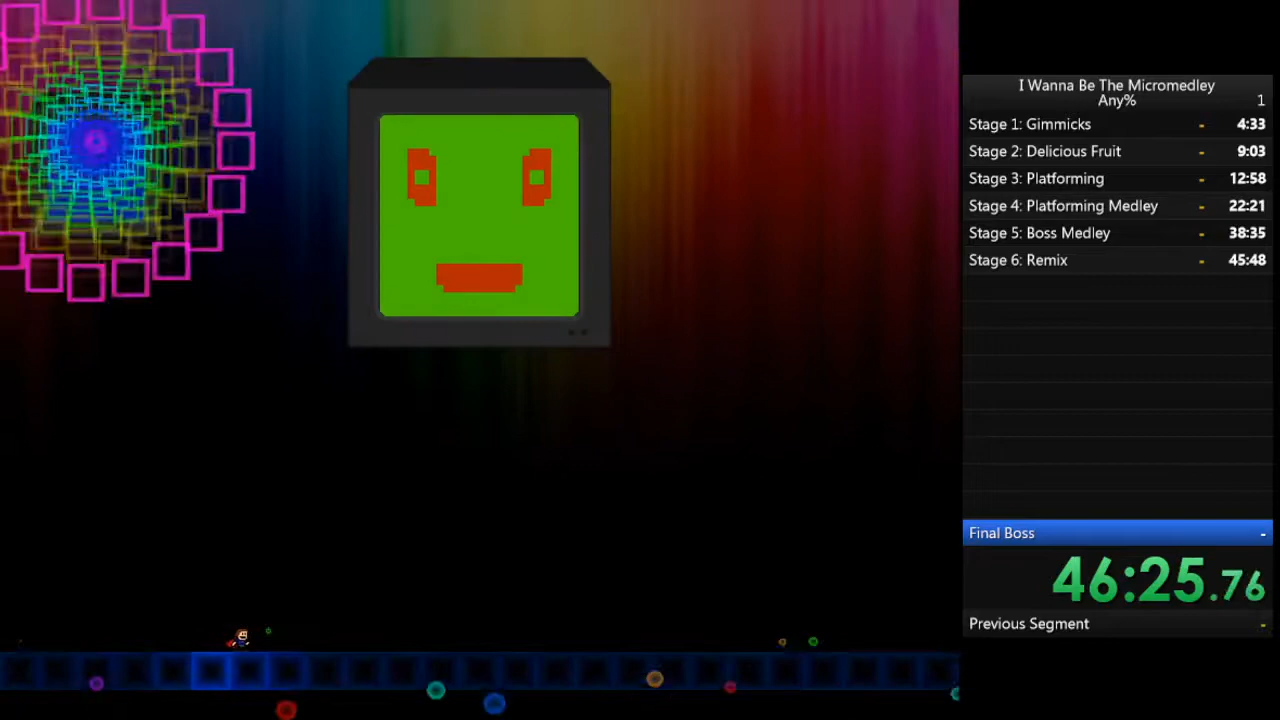 I Wanna Be The Micromedley
Any% 1
Stage 1: Gimmicks - 4:33
Stage 2: Delicious Fruit - 9:03
Stage 3: Platforming - 12:58
Stage 4: Platforming Medley - 22:21
Stage 5: Boss Medley - 38:35
Stage 6: Remix - 45:48
Final Boss -
46:25.76
Previous Segment -